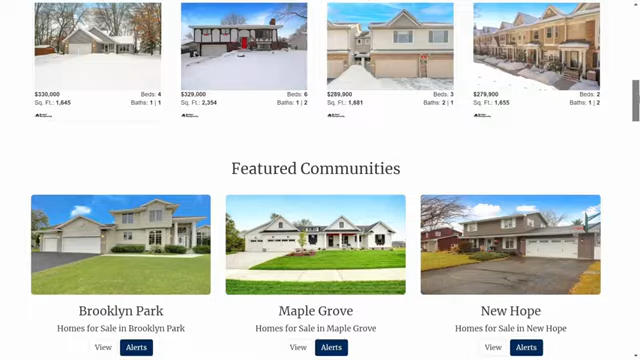 $330,000 Beds: 4
Sq. Ft.: 1,645 Baths: 1 | 1
$329,000 Beds: 6
Sq. Ft.: 2,354 Baths: 1 | 2
$289,900 Beds: 3
Sq. Ft.: 1,681 Baths: 2 | 1
$279,900 Beds: 2
Sq. Ft.: 1,655 Baths: 1 | 2
Featured Communities
Brooklyn Park
Homes for Sale in Brooklyn Park
View Alerts
Maple Grove
Homes for Sale in Maple Grove
View Alerts
New Hope
Homes for Sale in New Hope
View Alerts